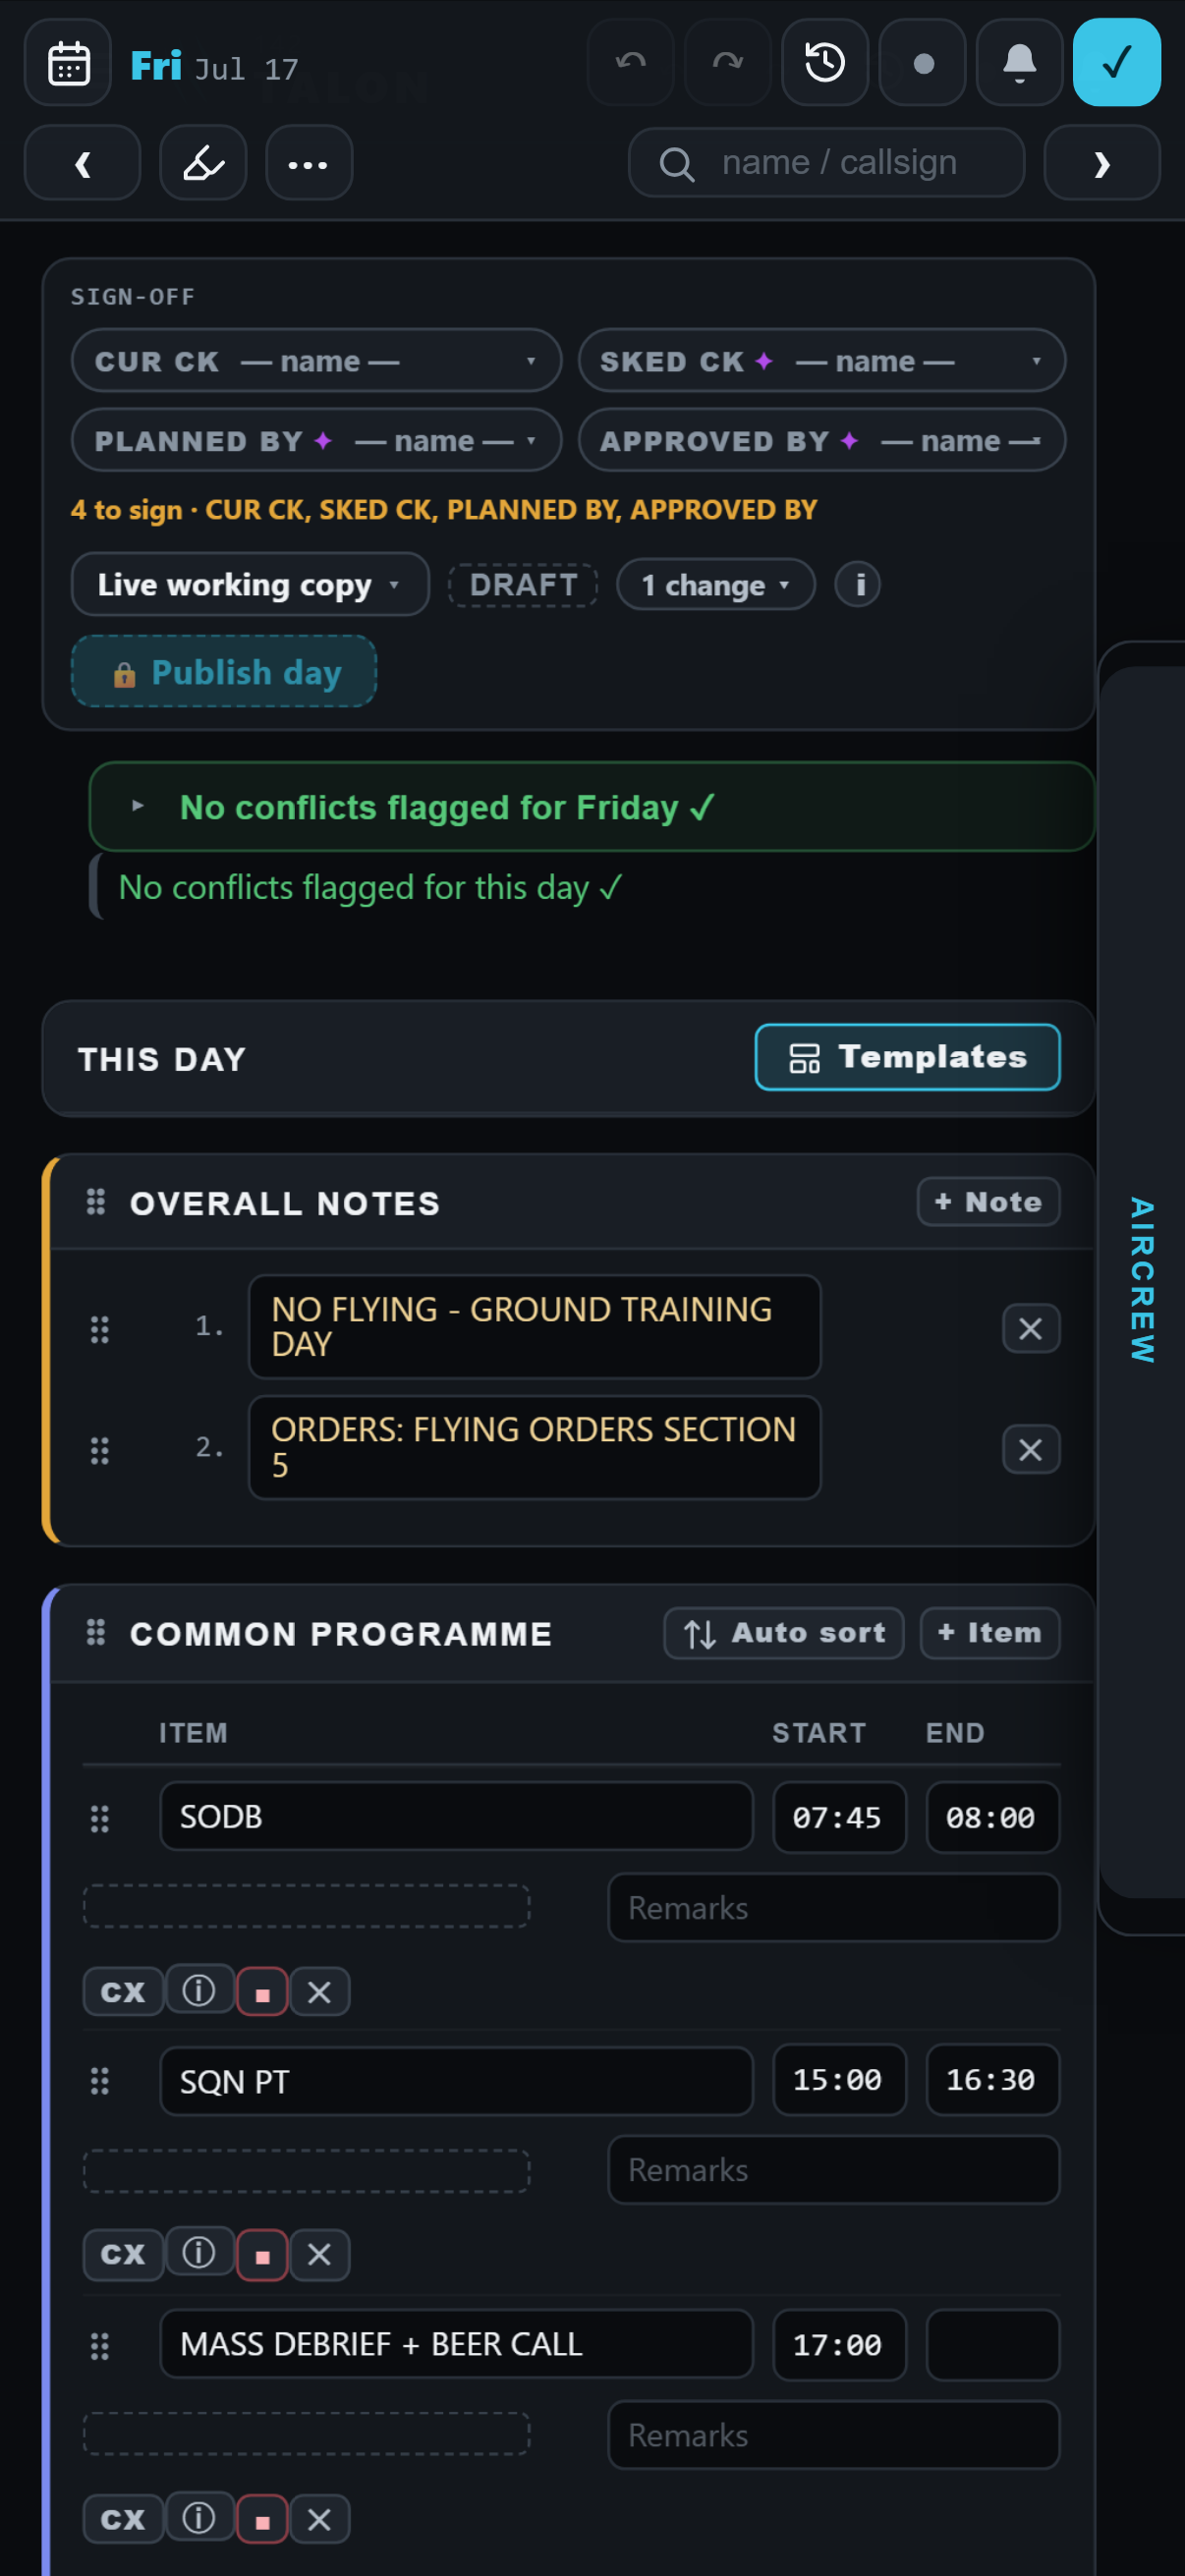 Fri Jul 17
name / callsign
SIGN-OFF
CUR CK — name —
SKED CK ✦ — name —
PLANNED BY ✦ — name —
APPROVED BY ✦ — name —
4 to sign · CUR CK, SKED CK, PLANNED BY, APPROVED BY
Live working copy DRAFT 1 change i
Publish day
No conflicts flagged for Friday ✓
No conflicts flagged for this day ✓
THIS DAY Templates
AIRCREW
OVERALL NOTES + Note
1. NO FLYING - GROUND TRAINING
DAY
2. ORDERS: FLYING ORDERS SECTION
5
COMMON PROGRAMME Auto sort + Item
ITEM START END
SODB 07:45 08:00
Remarks
CX
SQN PT 15:00 16:30
Remarks
CX
MASS DEBRIEF + BEER CALL 17:00
Remarks
CX